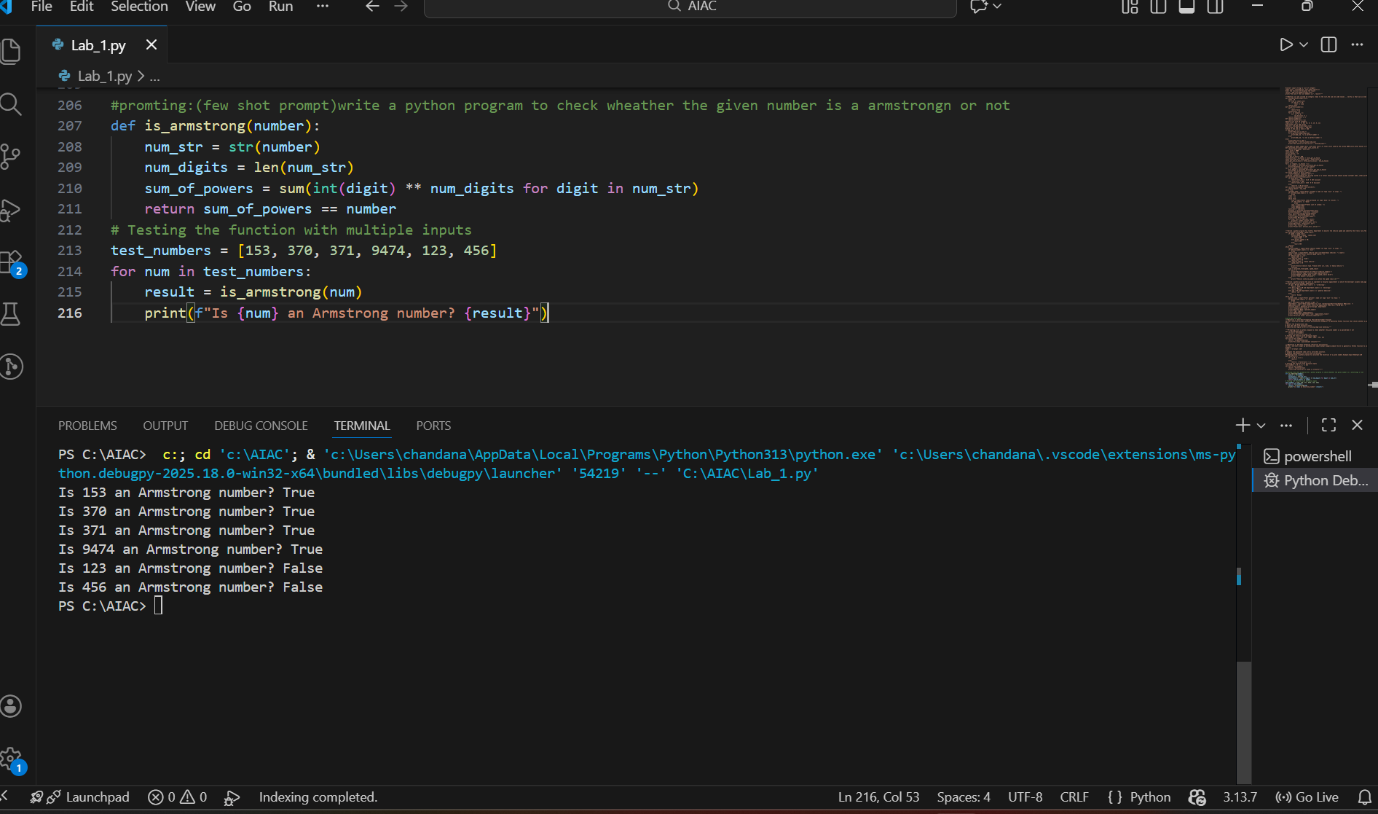 File Edit Selection View Go Run ... AIAC
Lab_1.py
Lab_1.py > ...
206 #promting:(few shot prompt)write a python program to check wheather the given number is a armstrongn or not
207 def is_armstrong(number):
208     num_str = str(number)
209     num_digits = len(num_str)
210     sum_of_powers = sum(int(digit) ** num_digits for digit in num_str)
211     return sum_of_powers == number
212 # Testing the function with multiple inputs
213 test_numbers = [153, 370, 371, 9474, 123, 456]
214 for num in test_numbers:
215     result = is_armstrong(num)
216     print(f"Is {num} an Armstrong number? {result}")
PROBLEMS OUTPUT DEBUG CONSOLE TERMINAL PORTS
PS C:\AIAC>  c:; cd 'c:\AIAC'; & 'c:\Users\chandana\AppData\Local\Programs\Python\Python313\python.exe' 'c:\Users\chandana\.vscode\extensions\ms-py
thon.debugpy-2025.18.0-win32-x64\bundled\libs\debugpy\launcher' '54219' '--' 'C:\AIAC\Lab_1.py'
Is 153 an Armstrong number? True
Is 370 an Armstrong number? True
Is 371 an Armstrong number? True
Is 9474 an Armstrong number? True
Is 123 an Armstrong number? False
Is 456 an Armstrong number? False
PS C:\AIAC>
powershell
Python Deb...
2
1
Launchpad 0 0 Indexing completed. Ln 216, Col 53 Spaces: 4 UTF-8 CRLF { } Python 3.13.7 Go Live